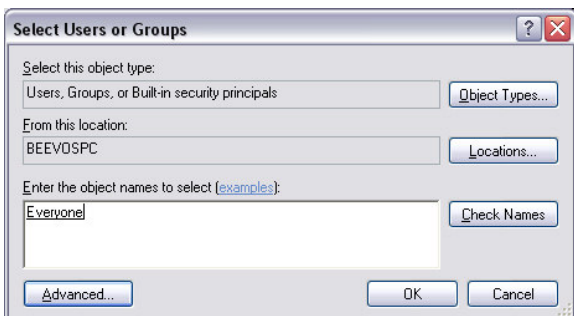 Select Users or Groups
Select this object type:
Users, Groups, or Built-in security principals
Object Types...
From this location:
BEEVOSPC
Locations...
Enter the object names to select (examples):
Everyone
Check Names
Advanced...
OK
Cancel